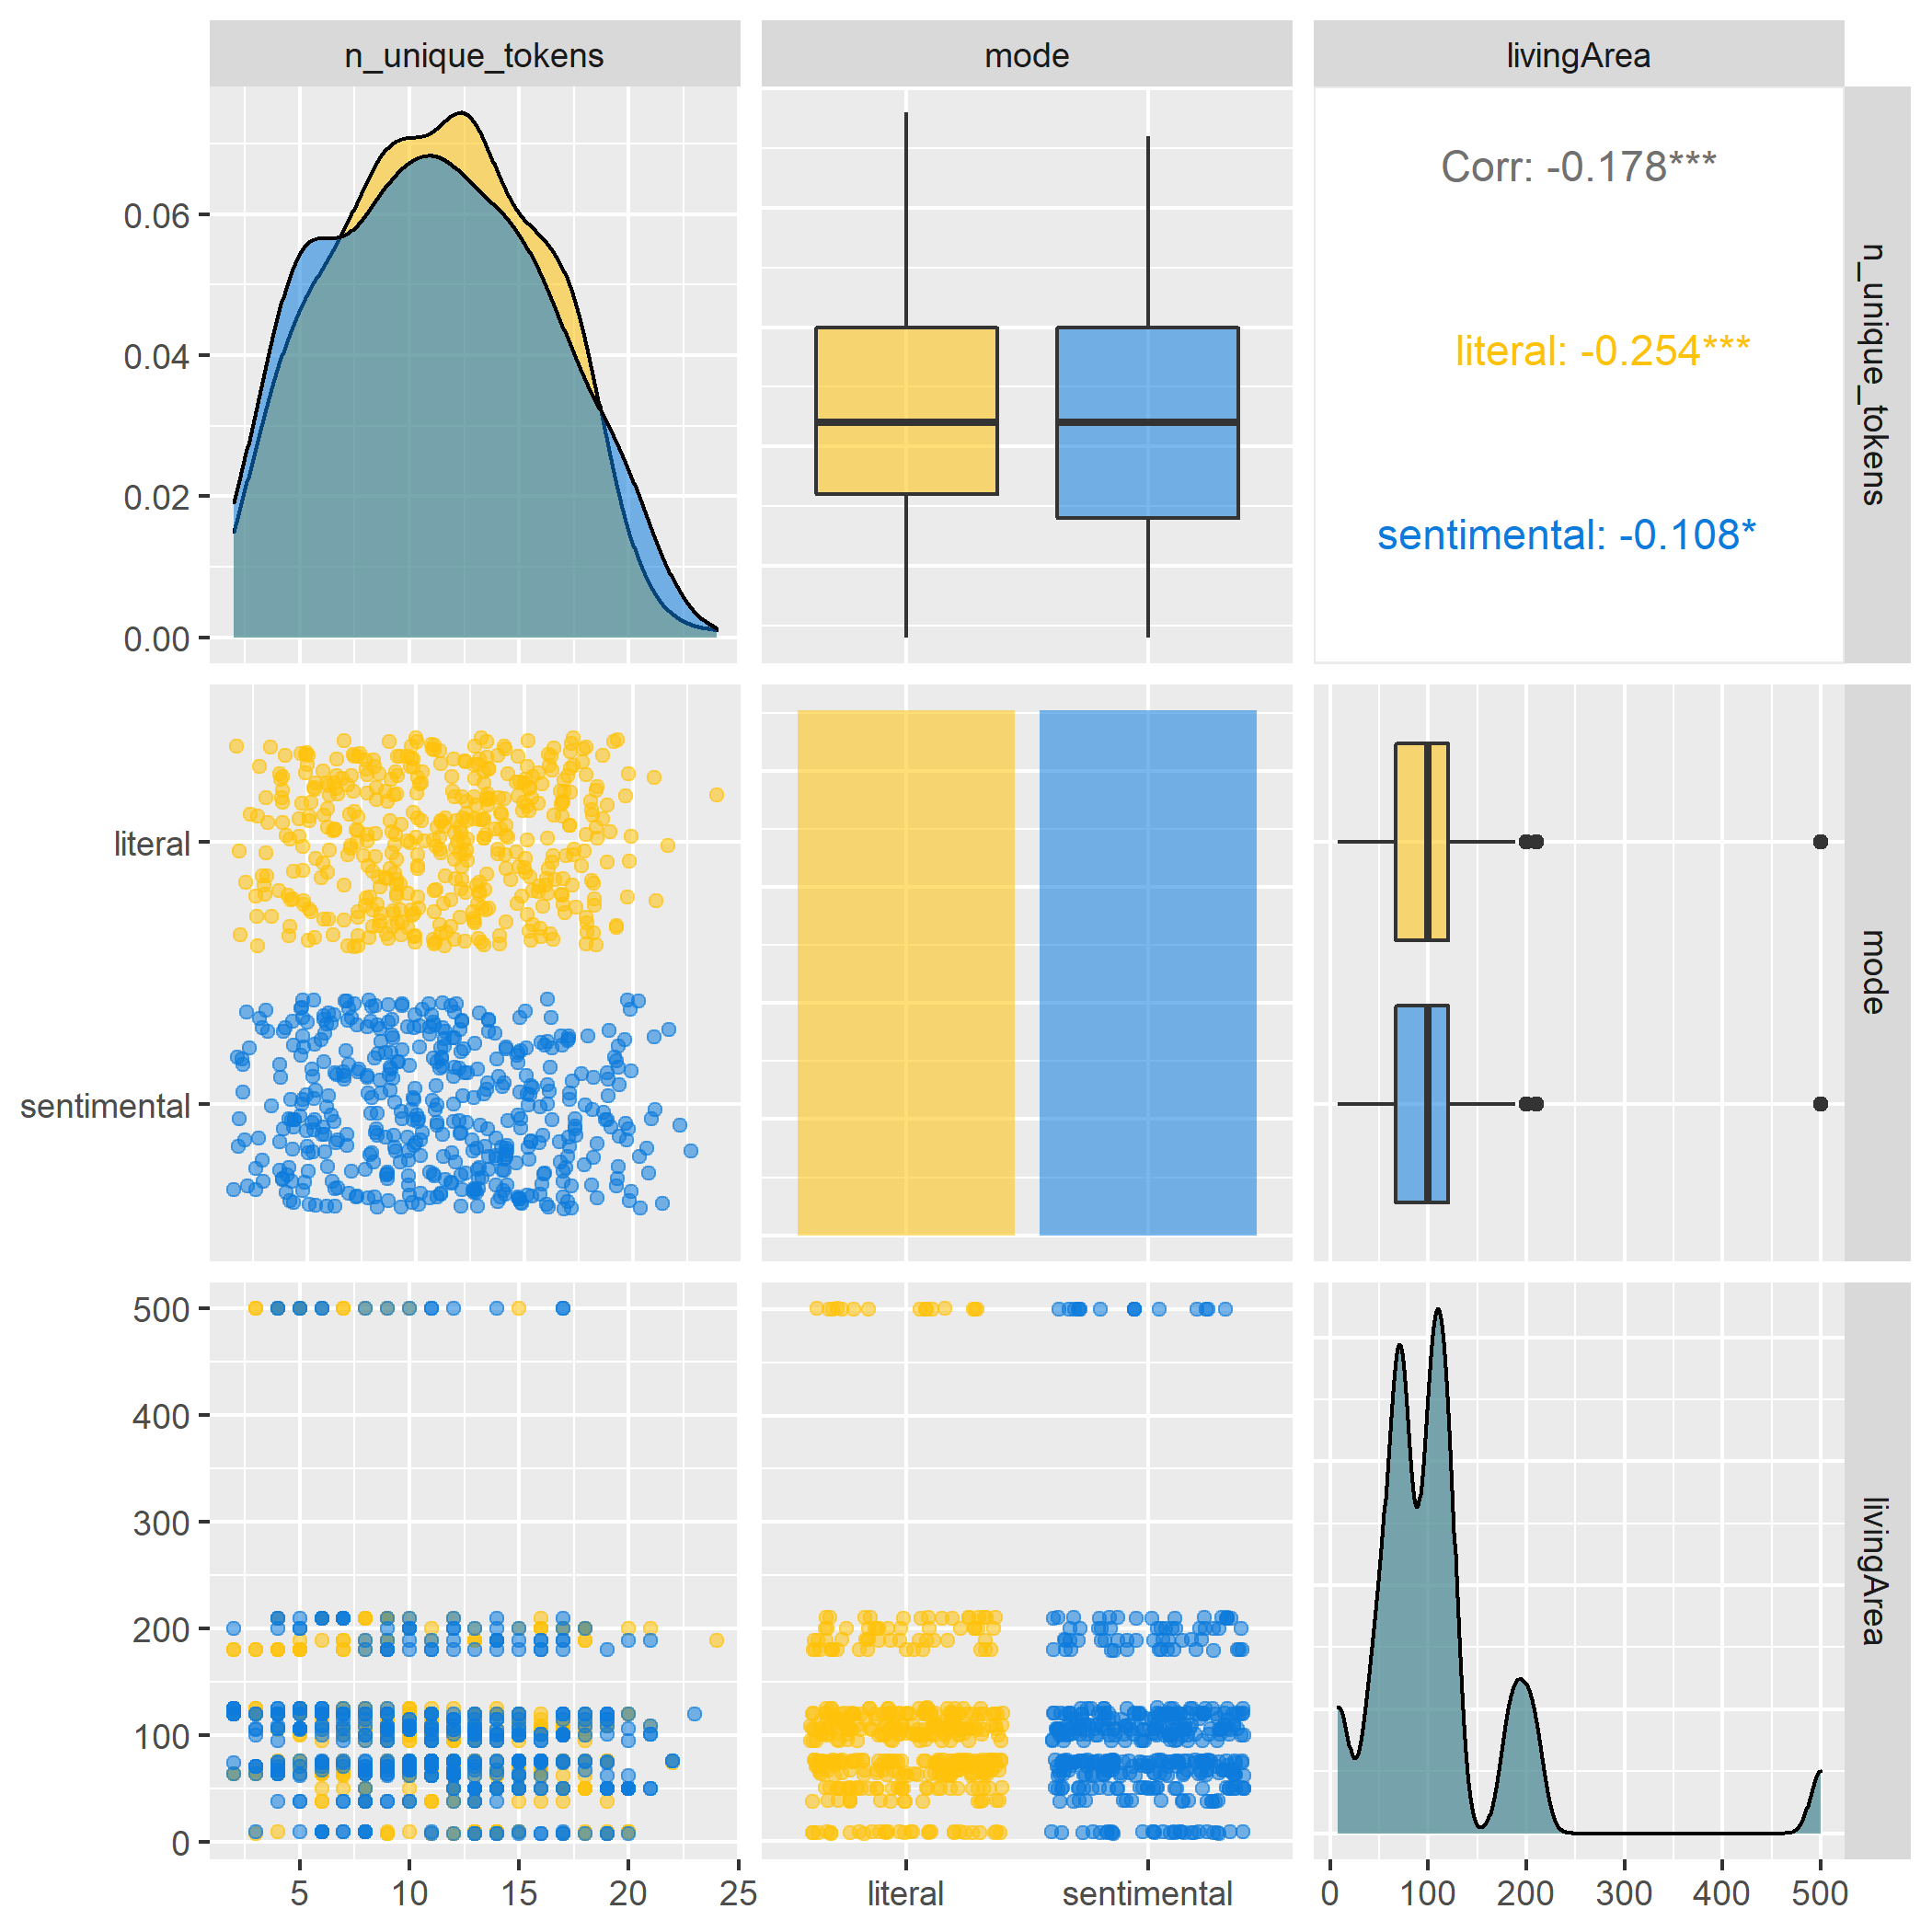 n_unique_tokens
mode
livingArea
0.06
0.04
0.02
0.00
Corr: -0.178***
literal: -0.254***
sentimental: -0.108*
n_unique_tokens
literal
sentimental
mode
500
400
300
200
100
0
livingArea
5 10 15 20 25
literal sentimental
0 100 200 300 400 500